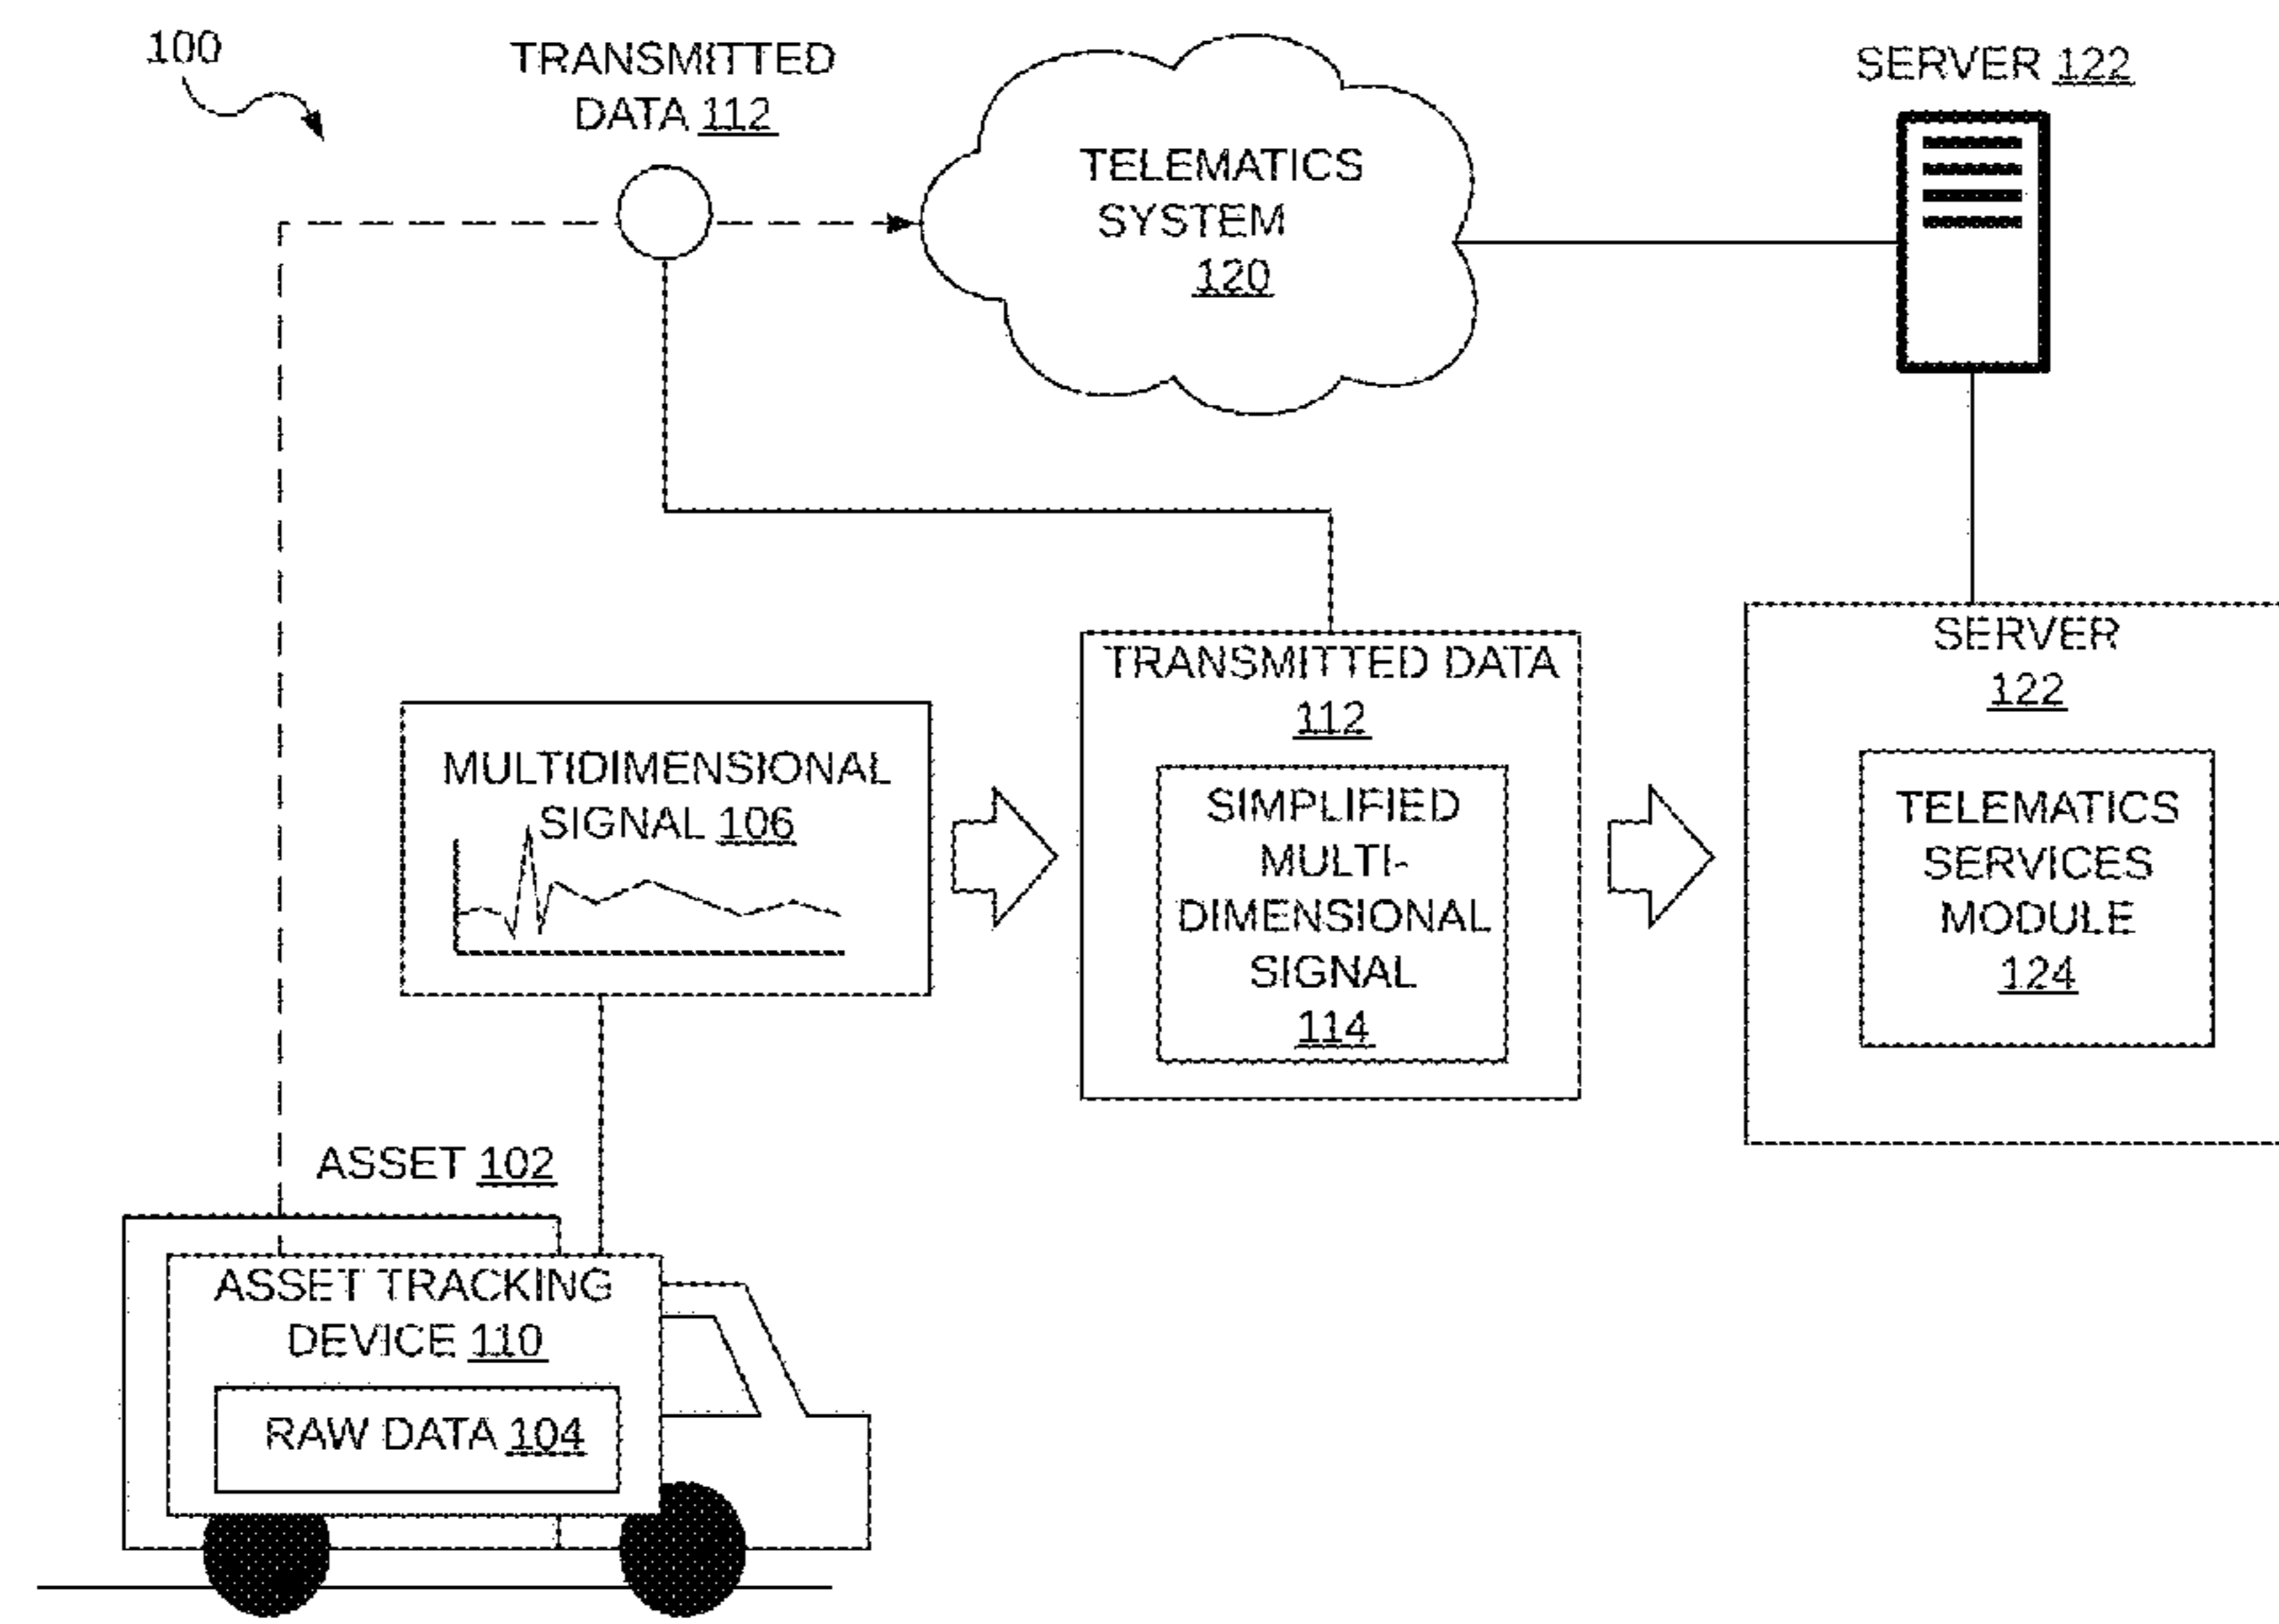 100
TRANSMITTED
DATA 112
TELEMATICS
SYSTEM
120
SERVER 122
MULTIDIMENSIONAL
SIGNAL 106
TRANSMITTED DATA
112
SIMPLIFIED
MULTI-
DIMENSIONAL
SIGNAL
114
SERVER
122
TELEMATICS
SERVICES
MODULE
124
ASSET 102
ASSET TRACKING
DEVICE 110
RAW DATA 104